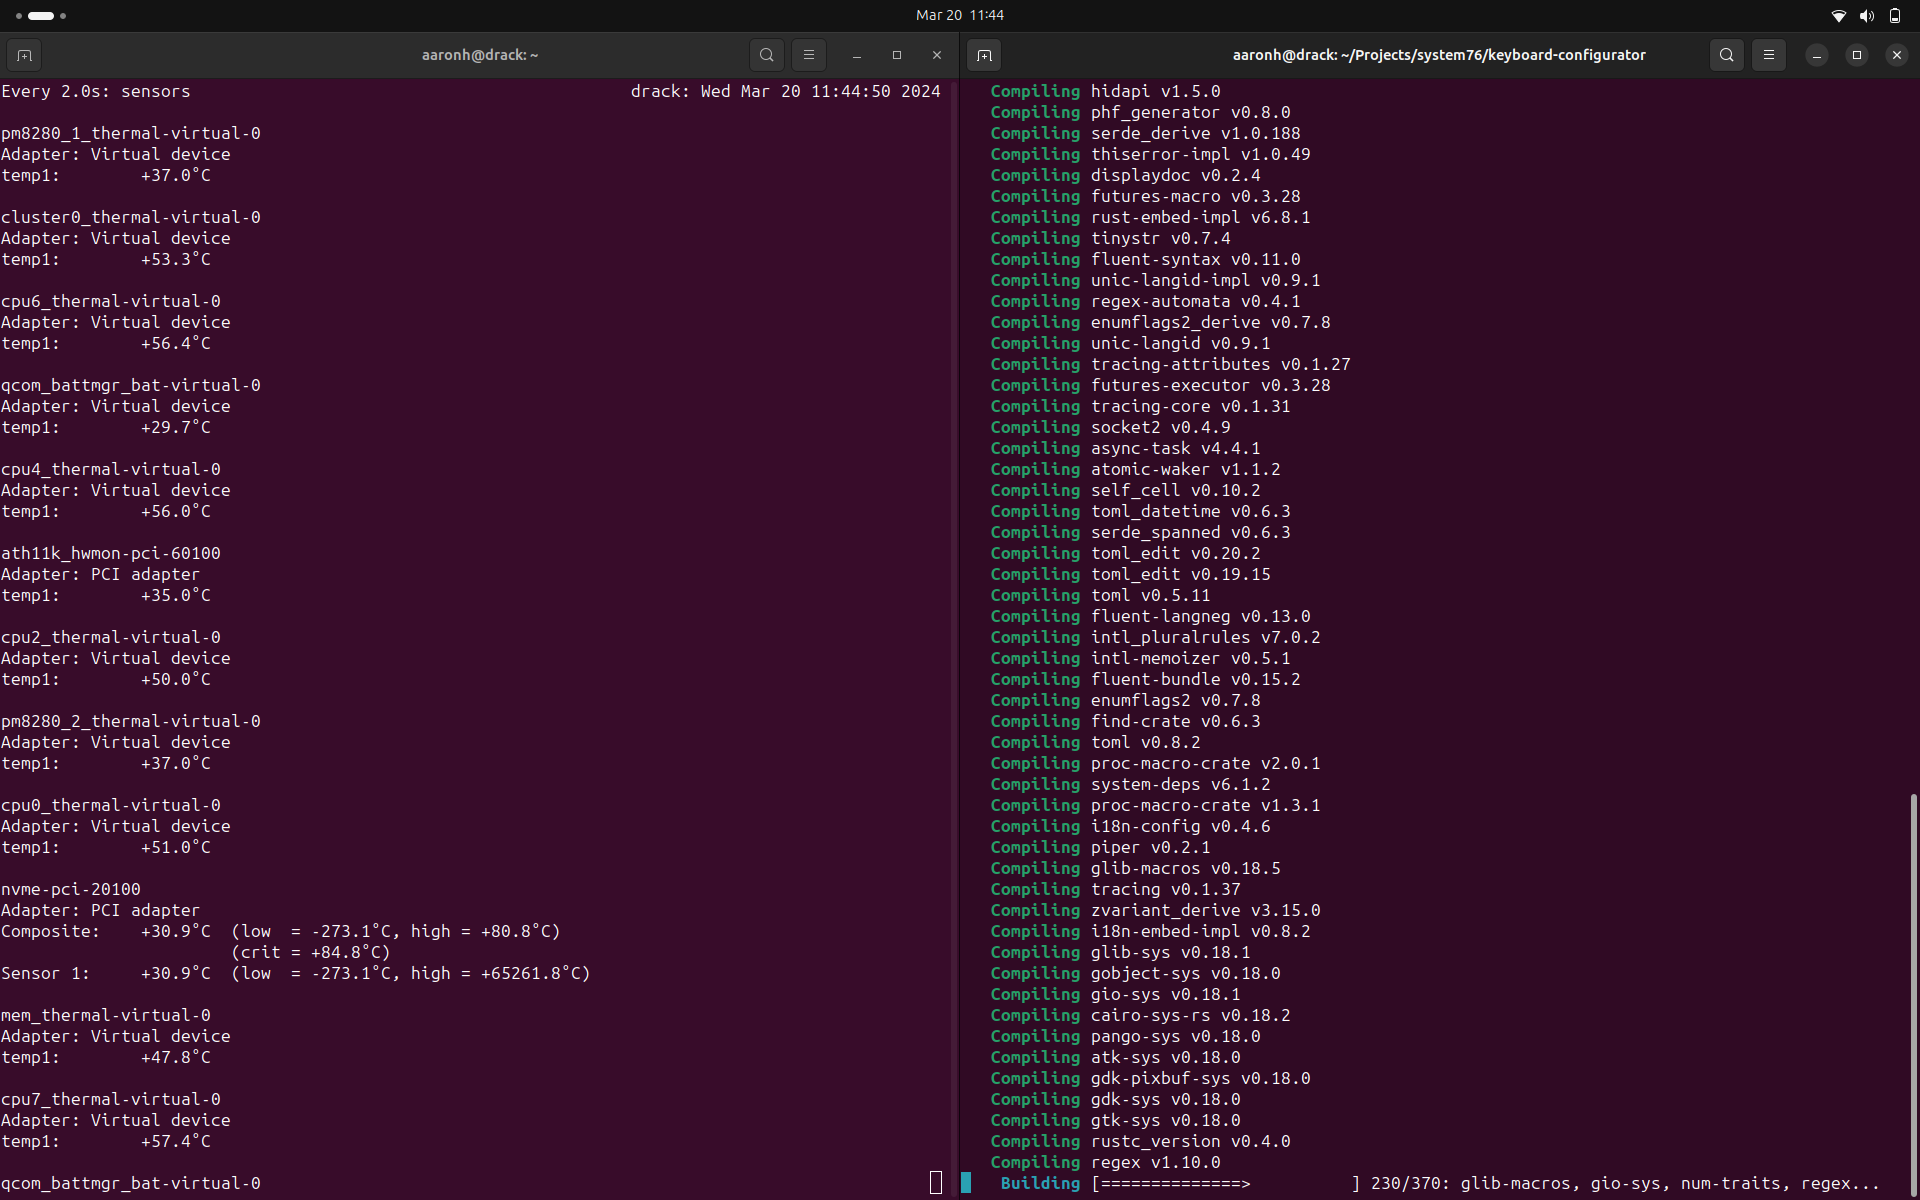 Mar 20 11:44
aaronh@drack: ~
Every 2.0s: sensors drack: Wed Mar 20 11:44:50 2024
pm8280_1_thermal-virtual-0
Adapter: Virtual device
temp1: +37.0°C
cluster0_thermal-virtual-0
Adapter: Virtual device
temp1: +53.3°C
cpu6_thermal-virtual-0
Adapter: Virtual device
temp1: +56.4°C
qcom_battmgr_bat-virtual-0
Adapter: Virtual device
temp1: +29.7°C
cpu4_thermal-virtual-0
Adapter: Virtual device
temp1: +56.0°C
ath11k_hwmon-pci-60100
Adapter: PCI adapter
temp1: +35.0°C
cpu2_thermal-virtual-0
Adapter: Virtual device
temp1: +50.0°C
pm8280_2_thermal-virtual-0
Adapter: Virtual device
temp1: +37.0°C
cpu0_thermal-virtual-0
Adapter: Virtual device
temp1: +51.0°C
nvme-pci-20100
Adapter: PCI adapter
Composite: +30.9°C (low = -273.1°C, high = +80.8°C)
(crit = +84.8°C)
Sensor 1: +30.9°C (low = -273.1°C, high = +65261.8°C)
mem_thermal-virtual-0
Adapter: Virtual device
temp1: +47.8°C
cpu7_thermal-virtual-0
Adapter: Virtual device
temp1: +57.4°C
qcom_battmgr_bat-virtual-0
aaronh@drack: ~/Projects/system76/keyboard-configurator
Compiling hidapi v1.5.0
Compiling phf_generator v0.8.0
Compiling serde_derive v1.0.188
Compiling thiserror-impl v1.0.49
Compiling displaydoc v0.2.4
Compiling futures-macro v0.3.28
Compiling rust-embed-impl v6.8.1
Compiling tinystr v0.7.4
Compiling fluent-syntax v0.11.0
Compiling unic-langid-impl v0.9.1
Compiling regex-automata v0.4.1
Compiling enumflags2_derive v0.7.8
Compiling unic-langid v0.9.1
Compiling tracing-attributes v0.1.27
Compiling futures-executor v0.3.28
Compiling tracing-core v0.1.31
Compiling socket2 v0.4.9
Compiling async-task v4.4.1
Compiling atomic-waker v1.1.2
Compiling self_cell v0.10.2
Compiling toml_datetime v0.6.3
Compiling serde_spanned v0.6.3
Compiling toml_edit v0.20.2
Compiling toml_edit v0.19.15
Compiling toml v0.5.11
Compiling fluent-langneg v0.13.0
Compiling intl_pluralrules v7.0.2
Compiling intl-memoizer v0.5.1
Compiling fluent-bundle v0.15.2
Compiling enumflags2 v0.7.8
Compiling find-crate v0.6.3
Compiling toml v0.8.2
Compiling proc-macro-crate v2.0.1
Compiling system-deps v6.1.2
Compiling proc-macro-crate v1.3.1
Compiling i18n-config v0.4.6
Compiling piper v0.2.1
Compiling glib-macros v0.18.5
Compiling tracing v0.1.37
Compiling zvariant_derive v3.15.0
Compiling i18n-embed-impl v0.8.2
Compiling glib-sys v0.18.1
Compiling gobject-sys v0.18.0
Compiling gio-sys v0.18.1
Compiling cairo-sys-rs v0.18.2
Compiling pango-sys v0.18.0
Compiling atk-sys v0.18.0
Compiling gdk-pixbuf-sys v0.18.0
Compiling gdk-sys v0.18.0
Compiling gtk-sys v0.18.0
Compiling rustc_version v0.4.0
Compiling regex v1.10.0
Building [==============> ] 230/370: glib-macros, gio-sys, num-traits, regex...